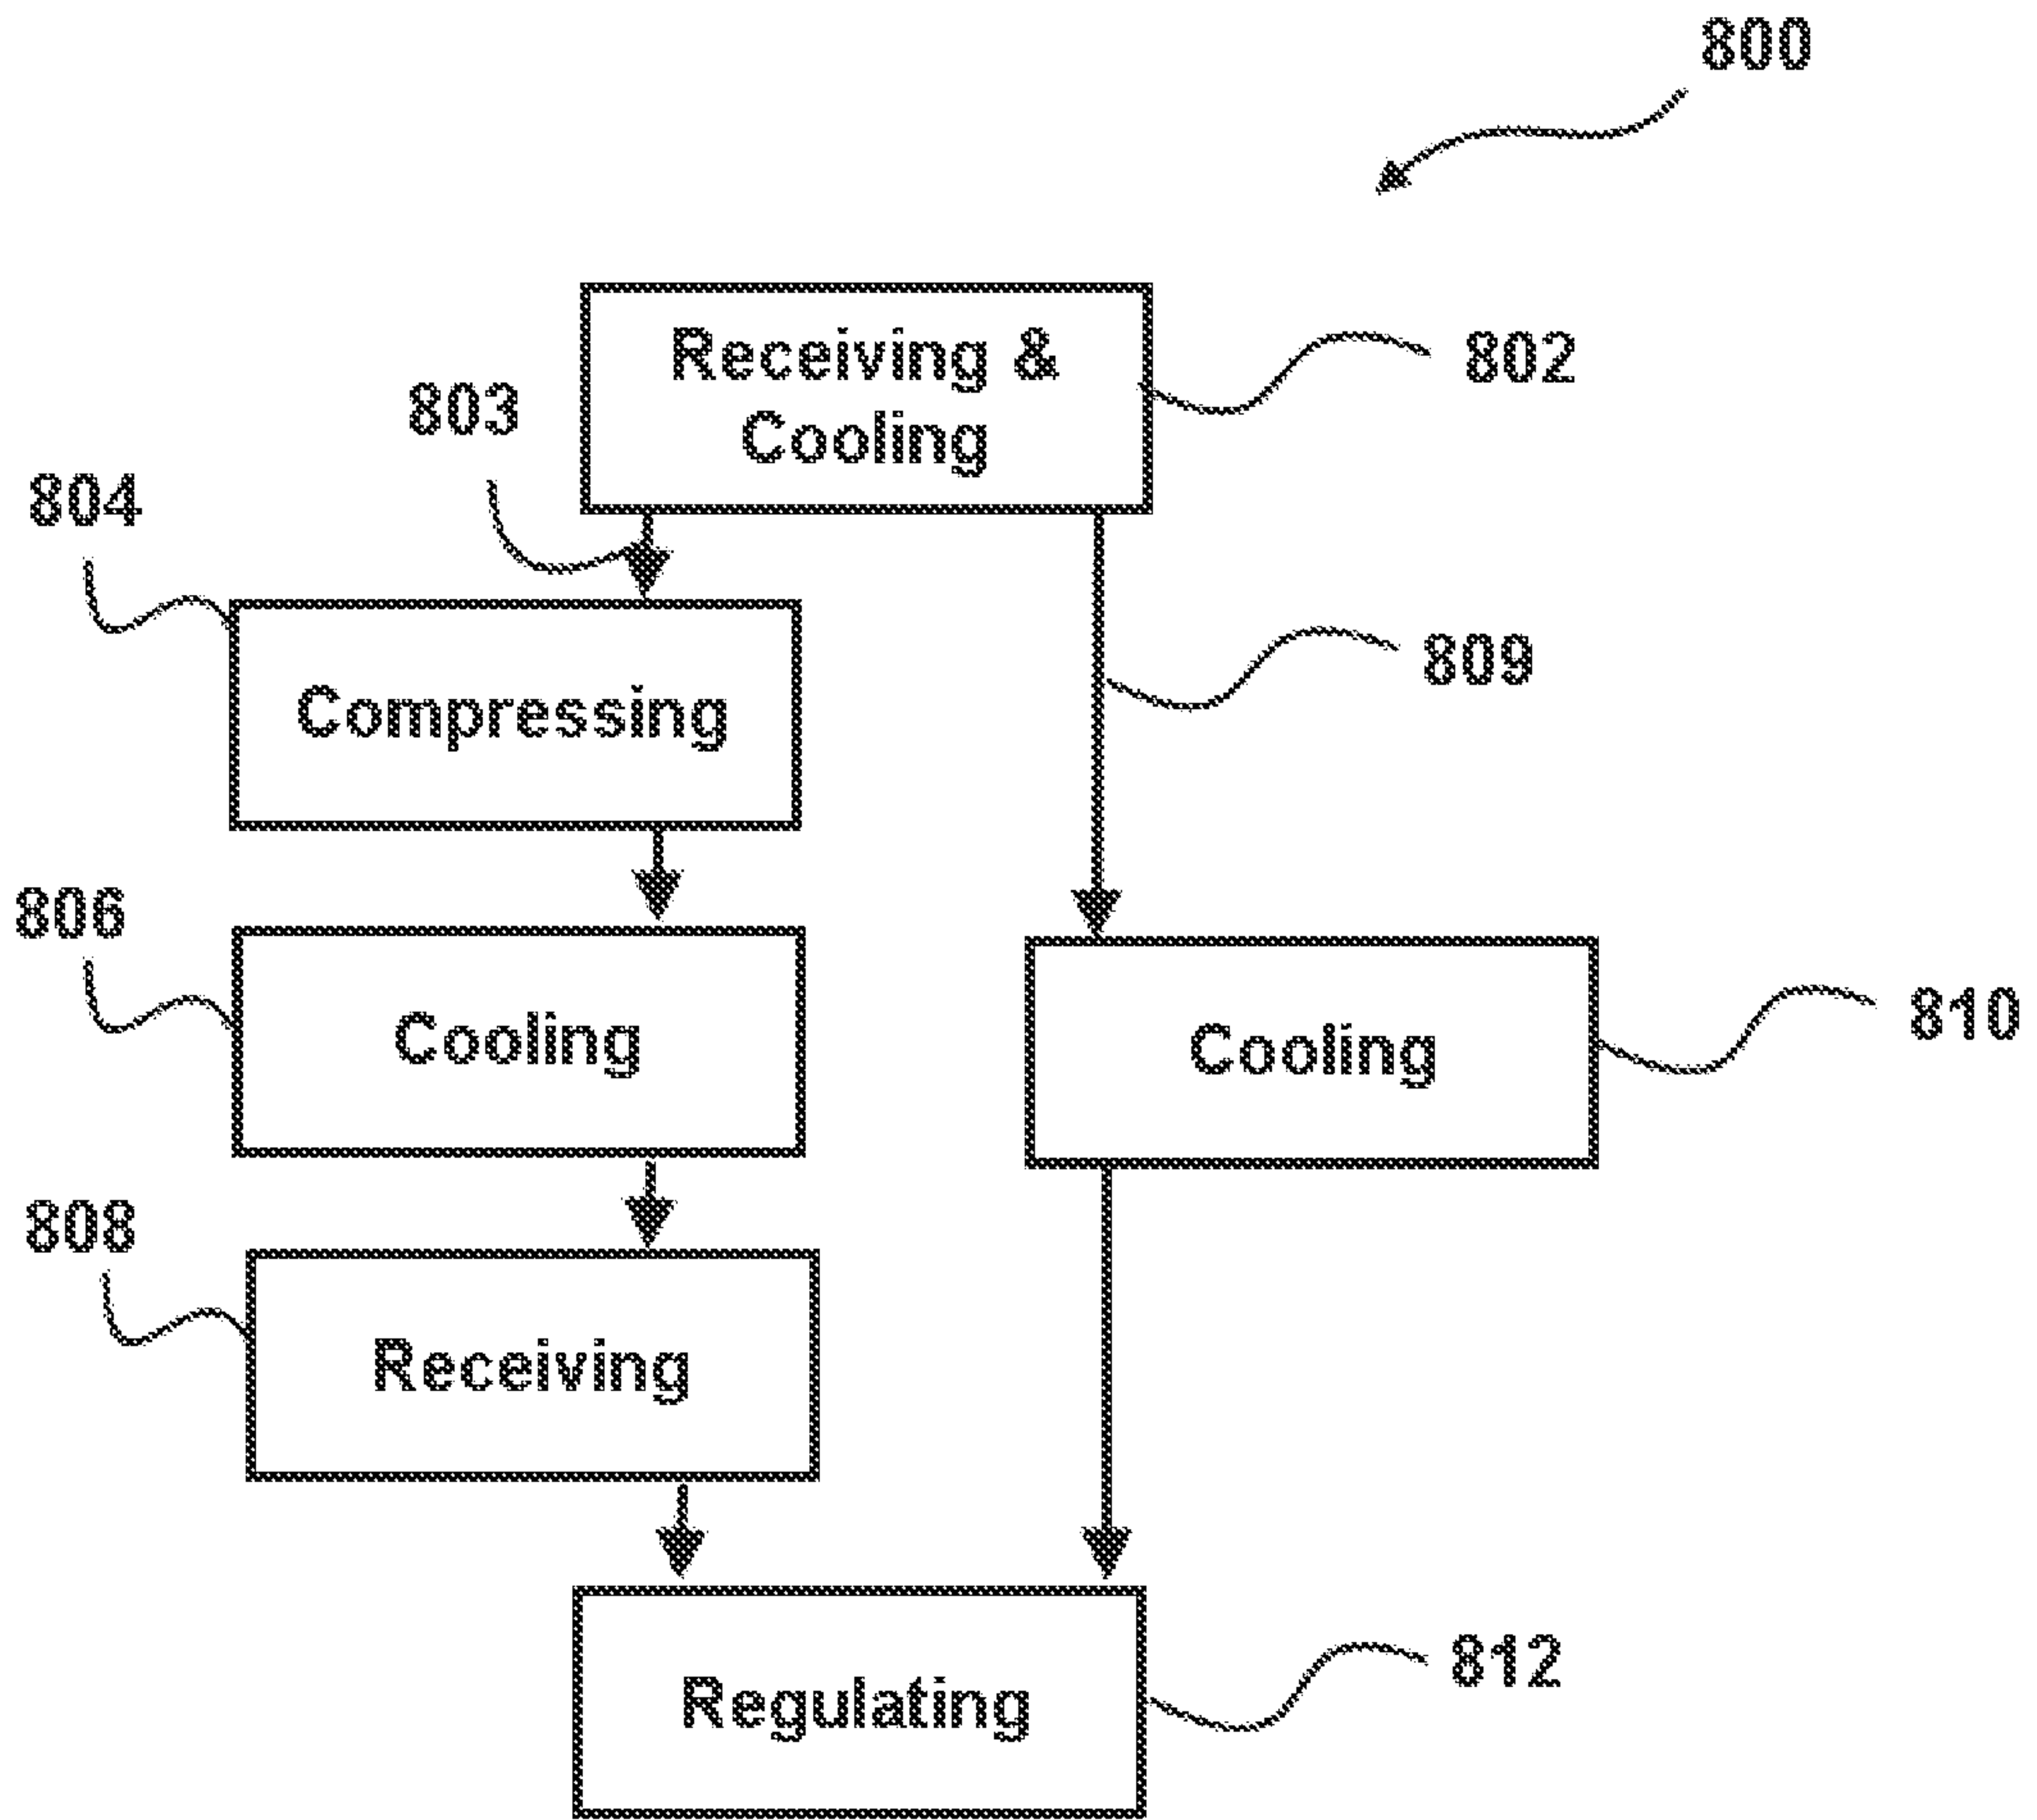 800
Receiving &
Cooling
802
803
804
809
Compressing
806
Cooling
Cooling
810
808
Receiving
812
Regulating